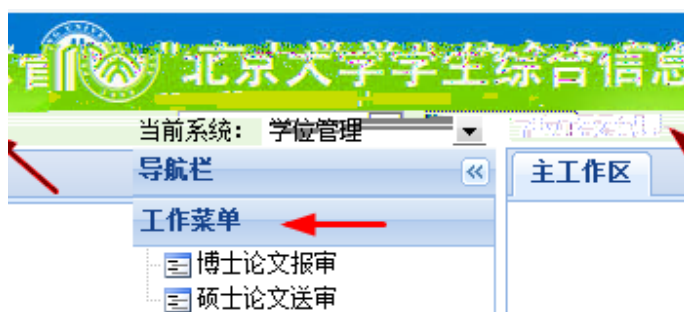 北京大学学生综合信息
当前系统： 学位管理
导航栏
主工作区
工作菜单
博士论文报审
硕士论文送审